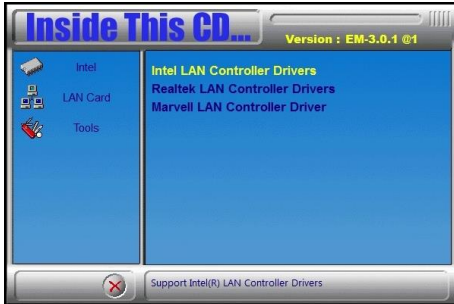 Inside This CD...
Version : EM-3.0.1 @1
Intel
LAN Card
Tools
Intel LAN Controller Drivers
Realtek LAN Controller Drivers
Marvell LAN Controller Driver
Support Intel(R) LAN Controller Drivers